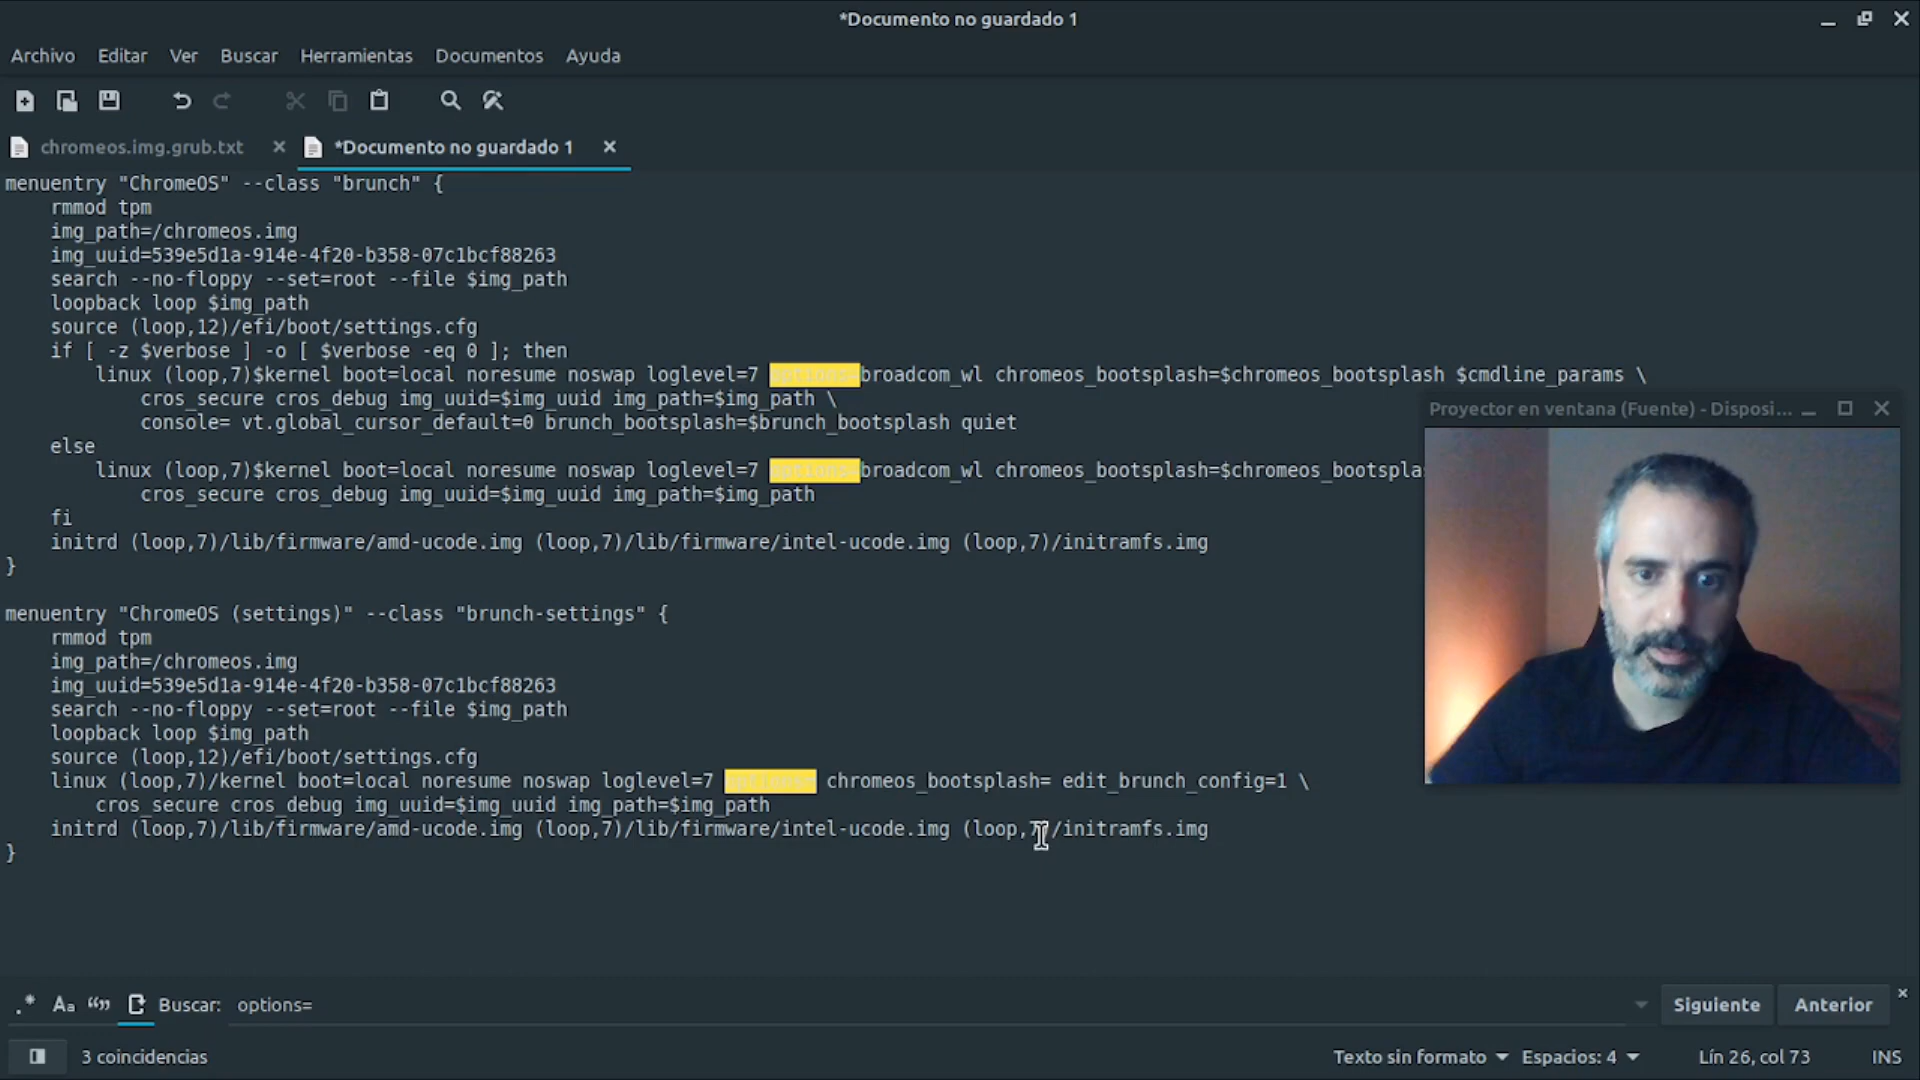 *Documento no guardado 1
Archivo Editar Ver Buscar Herramientas Documentos Ayuda
chromeos.img.grub.txt *Documento no guardado 1
menuentry "ChromeOS" --class "brunch" {
rmmod tpm
img_path=/chromeos.img
img_uuid=539e5d1a-914e-4f20-b358-07c1bcf88263
search --no-floppy --set=root --file $img_path
loopback loop $img_path
source (loop,12)/efi/boot/settings.cfg
if [ -z $verbose ] -o [ $verbose -eq 0 ]; then
linux (loop,7)$kernel boot=local noresume noswap loglevel=7 options=broadcom_wl chromeos_bootsplash=$chromeos_bootsplash $cmdline_params \
cros_secure cros_debug img_uuid=$img_uuid img_path=$img_path \
console= vt.global_cursor_default=0 brunch_bootsplash=$brunch_bootsplash quiet
else
linux (loop,7)$kernel boot=local noresume noswap loglevel=7 options=broadcom_wl chromeos_bootsplash=$chromeos_bootspla
cros_secure cros_debug img_uuid=$img_uuid img_path=$img_path
fi
initrd (loop,7)/lib/firmware/amd-ucode.img (loop,7)/lib/firmware/intel-ucode.img (loop,7)/initramfs.img
}
menuentry "ChromeOS (settings)" --class "brunch-settings" {
rmmod tpm
img_path=/chromeos.img
img_uuid=539e5d1a-914e-4f20-b358-07c1bcf88263
search --no-floppy --set=root --file $img_path
loopback loop $img_path
source (loop,12)/efi/boot/settings.cfg
linux (loop,7)/kernel boot=local noresume noswap loglevel=7 options= chromeos_bootsplash= edit_brunch_config=1 \
cros_secure cros_debug img_uuid=$img_uuid img_path=$img_path
initrd (loop,7)/lib/firmware/amd-ucode.img (loop,7)/lib/firmware/intel-ucode.img (loop,7)/initramfs.img
}
Proyector en ventana (Fuente) - Disposi...
.* Aa “” Buscar: options= Siguiente Anterior
3 coincidencias Texto sin formato Espacios: 4 Lín 26, col 73 INS